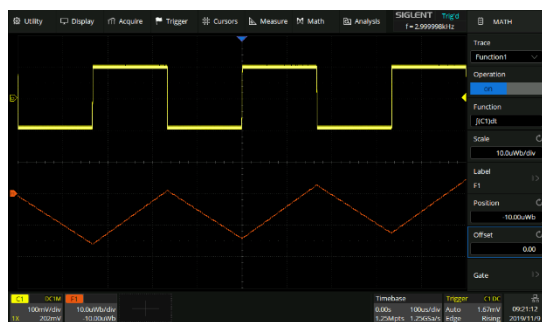 Utility Display Acquire Trigger Cursors Measure Math Analysis SIGLENT Trig'd
f = 2.999998kHz
MATH
Trace
Function1
Operation
on
Function
∫(C1)dt
Scale
10.0uWb/div
Label
F1
Position
-10.00uWb
Offset
0.00
Gate
C1 DC1M F1 Timebase Trigger C1 DC
100mV/div 10.0uWb/div 0.00s 100us/div Auto 1.67mV 09:21:12
1X 202mV -10.00uWb 1.25Mpts 1.25GSa/s Edge Rising 2019/11/9